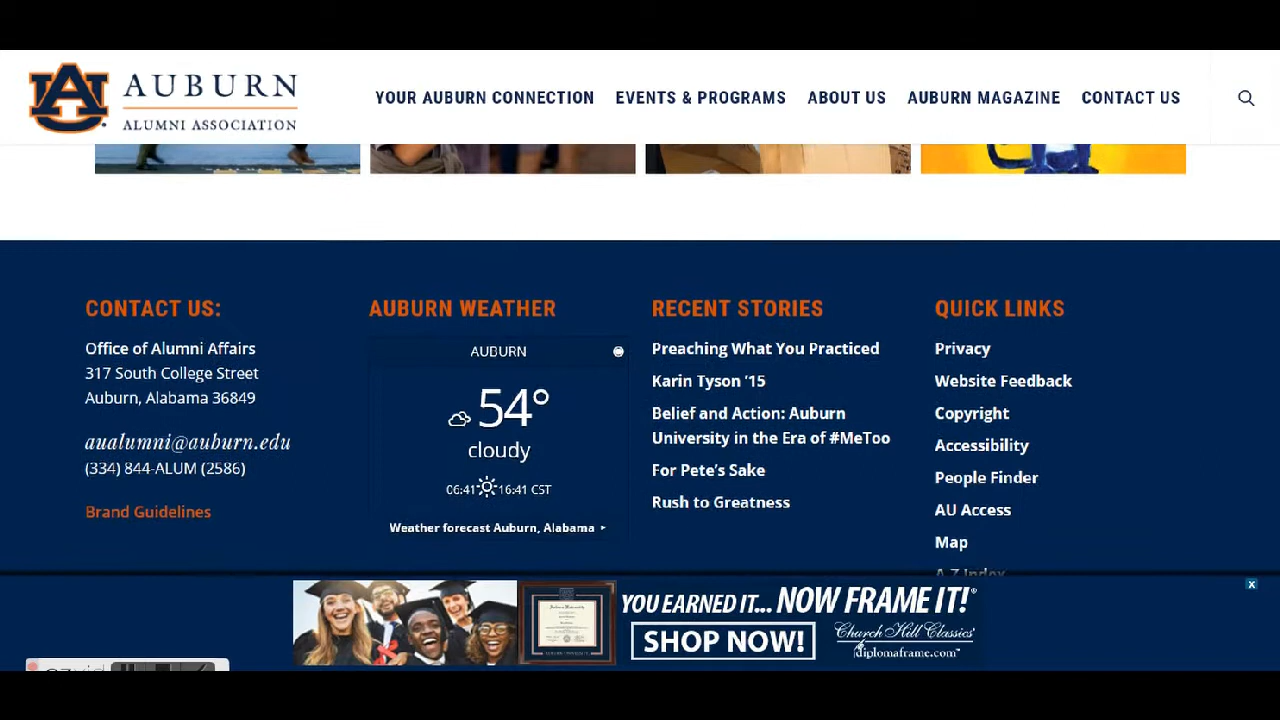 AUBURN
ALUMNI ASSOCIATION
YOUR AUBURN CONNECTION
EVENTS & PROGRAMS
ABOUT US
AUBURN MAGAZINE
CONTACT US
CONTACT US:
Office of Alumni Affairs
317 South College Street
Auburn, Alabama 36849
aualumni@auburn.edu
(334) 844-ALUM (2586)
Brand Guidelines
AUBURN WEATHER
AUBURN
54°
cloudy
06:41 16:41 CST
Weather forecast Auburn, Alabama ▸
RECENT STORIES
Preaching What You Practiced
Karin Tyson '15
Belief and Action: Auburn
University in the Era of #MeToo
For Pete's Sake
Rush to Greatness
QUICK LINKS
Privacy
Website Feedback
Copyright
Accessibility
People Finder
AU Access
Map
A-Z Index
YOU EARNED IT... NOW FRAME IT!®
SHOP NOW!
Church Hill Classics®
diplomaframe.com™
X